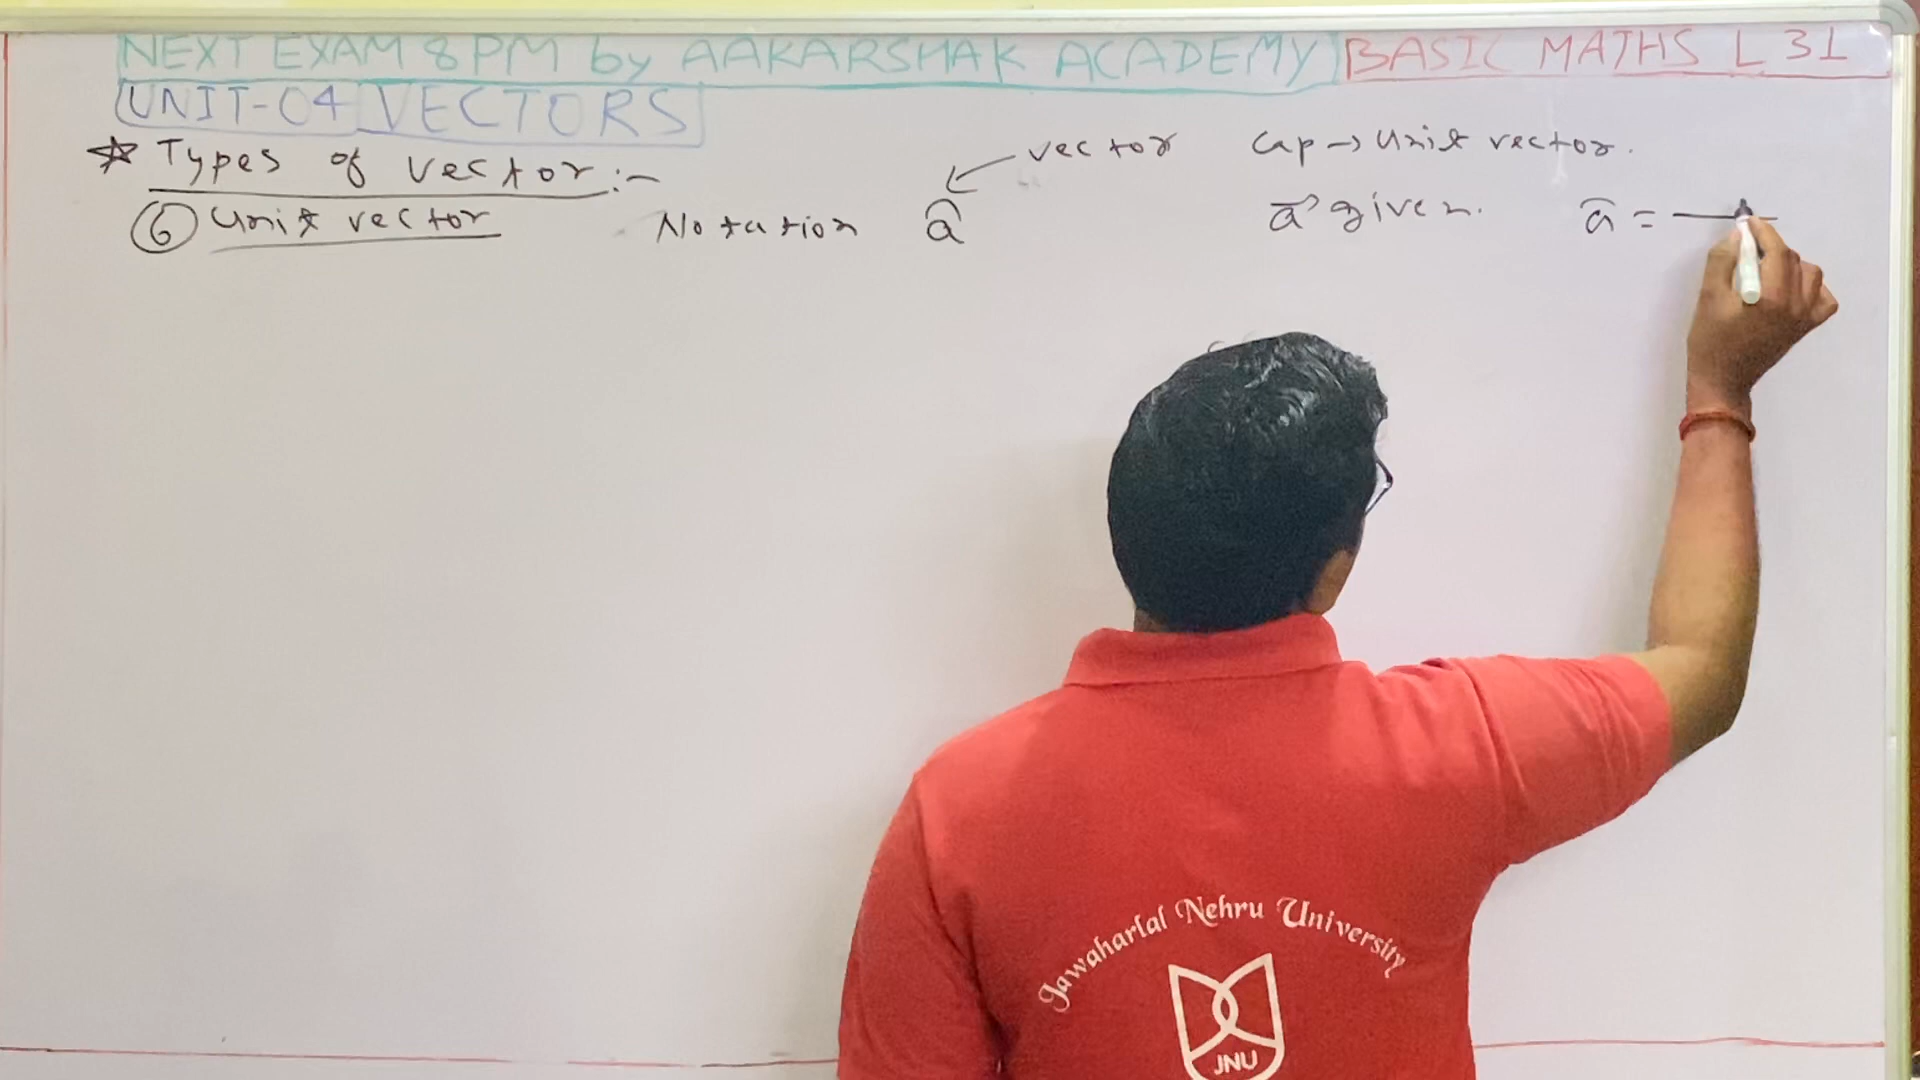 NEXT EXAM 8PM by AAKARSHAK ACADEMY BASIC MATHS L 31
UNIT-04 VECTORS
☆ Types of vector:-
vector Cap → Unit vector.
⑥ Unit vector Notation â a⃗ given. â =
Jawaharlal Nehru University
JNU